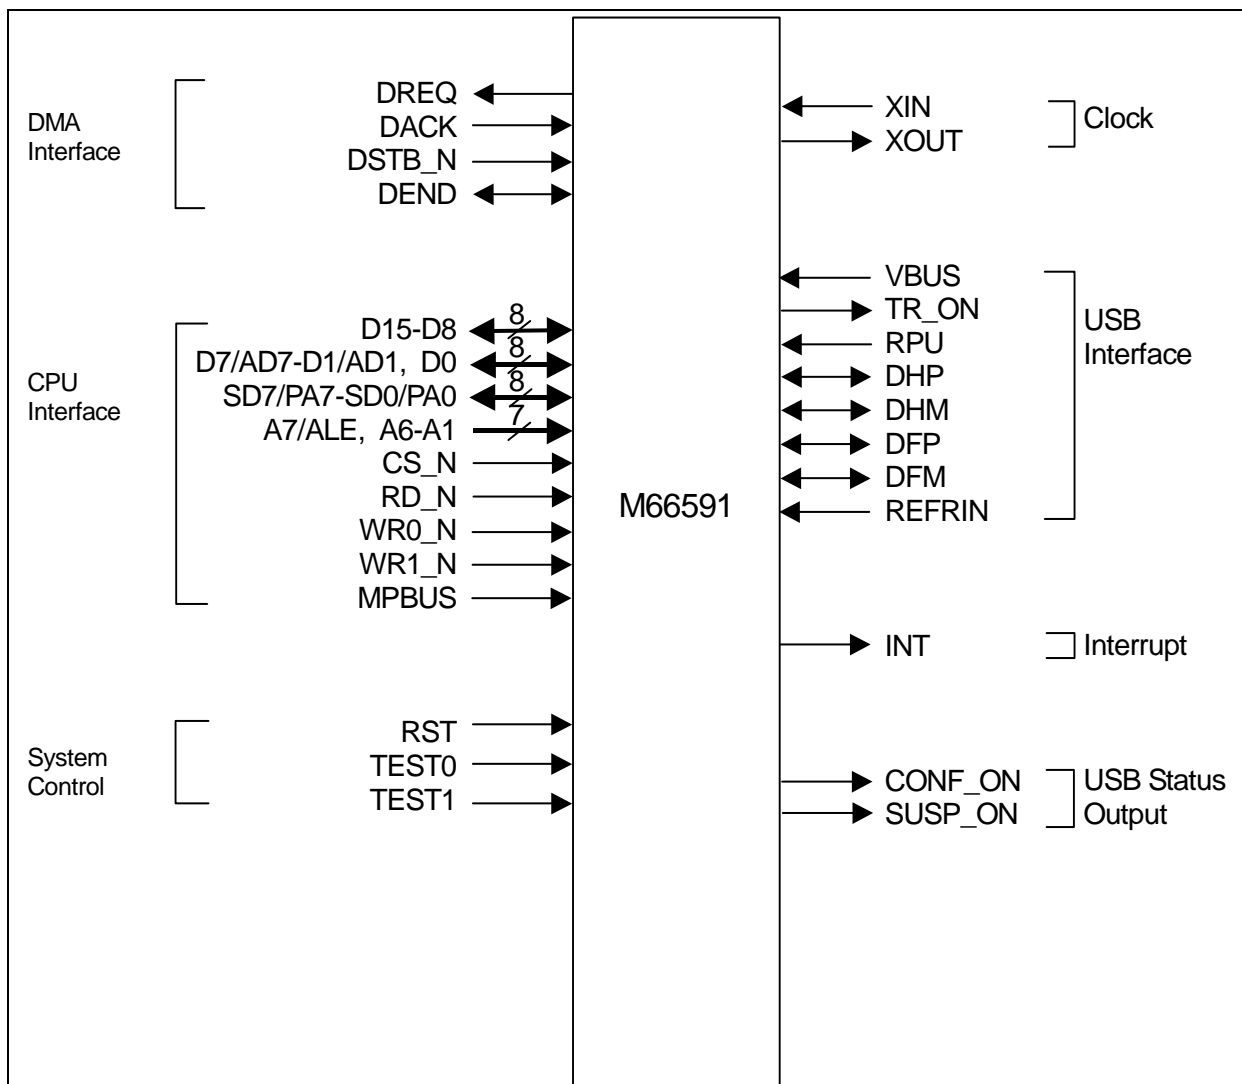 DMA
Interface
DREQ
DACK
DSTB_N
DEND
CPU
Interface
D15-D8
8
D7/AD7-D1/AD1, D0
8
SD7/PA7-SD0/PA0
8
A7/ALE, A6-A1
7
CS_N
RD_N
WR0_N
WR1_N
MPBUS
System
Control
RST
TEST0
TEST1
M66591
XIN
XOUT
Clock
VBUS
TR_ON
RPU
DHP
DHM
DFP
DFM
REFRIN
USB
Interface
INT
Interrupt
CONF_ON
SUSP_ON
USB Status
Output